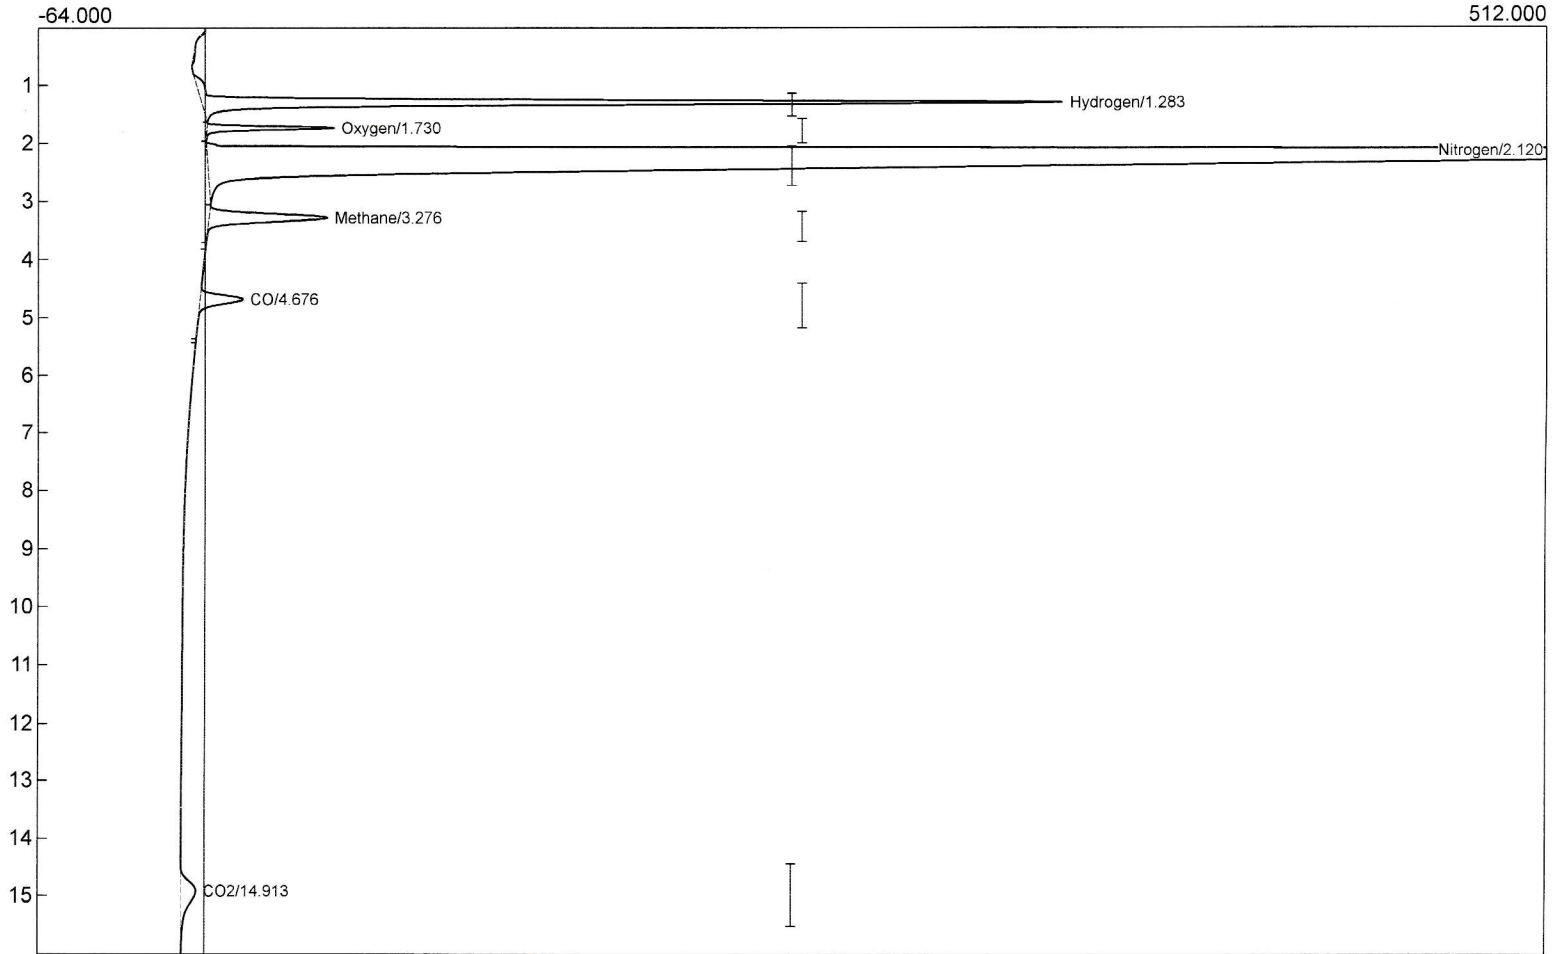 -64.000 512.000
1
Hydrogen/1.283
Oxygen/1.730
2
Nitrogen/2.120
3
Methane/3.276
4
CO/4.676
5
6
7
8
9
10
11
12
13
14
15
CO2/14.913